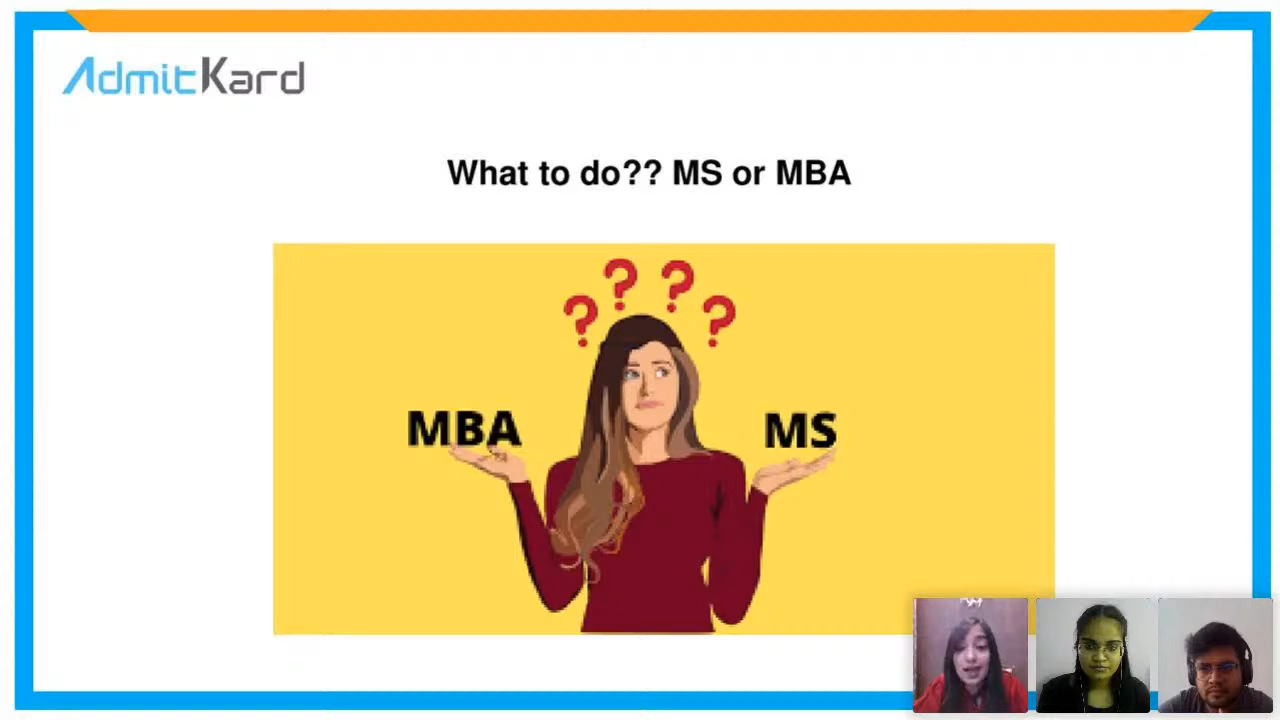 AdmitKard
What to do?? MS or MBA
? ? ? ?
MBA
MS